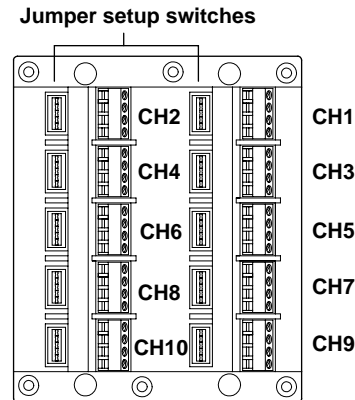 Jumper setup switches
CH2 CH1
CH4 CH3
CH6 CH5
CH8 CH7
CH10 CH9